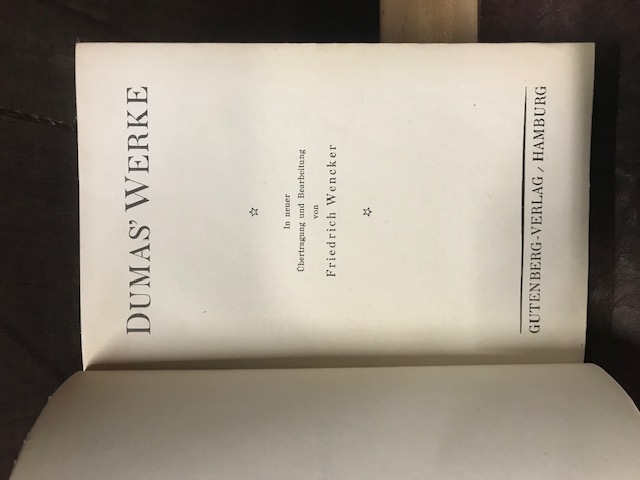 DUMAS' WERKE
In neuer
Übertragung und Bearbeitung
von
Friedrich Wencker
GUTENBERG-VERLAG / HAMBURG